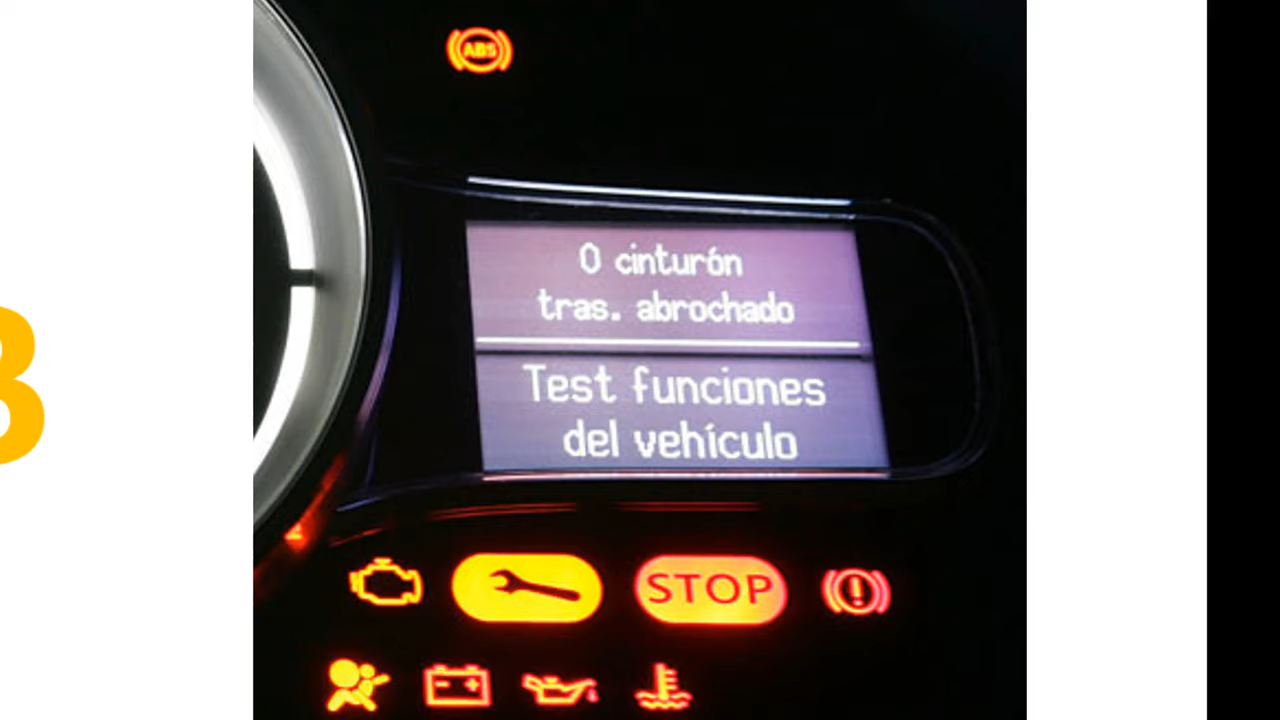 ABS
0 cinturón
tras. abrochado
Test funciones
del vehículo
STOP